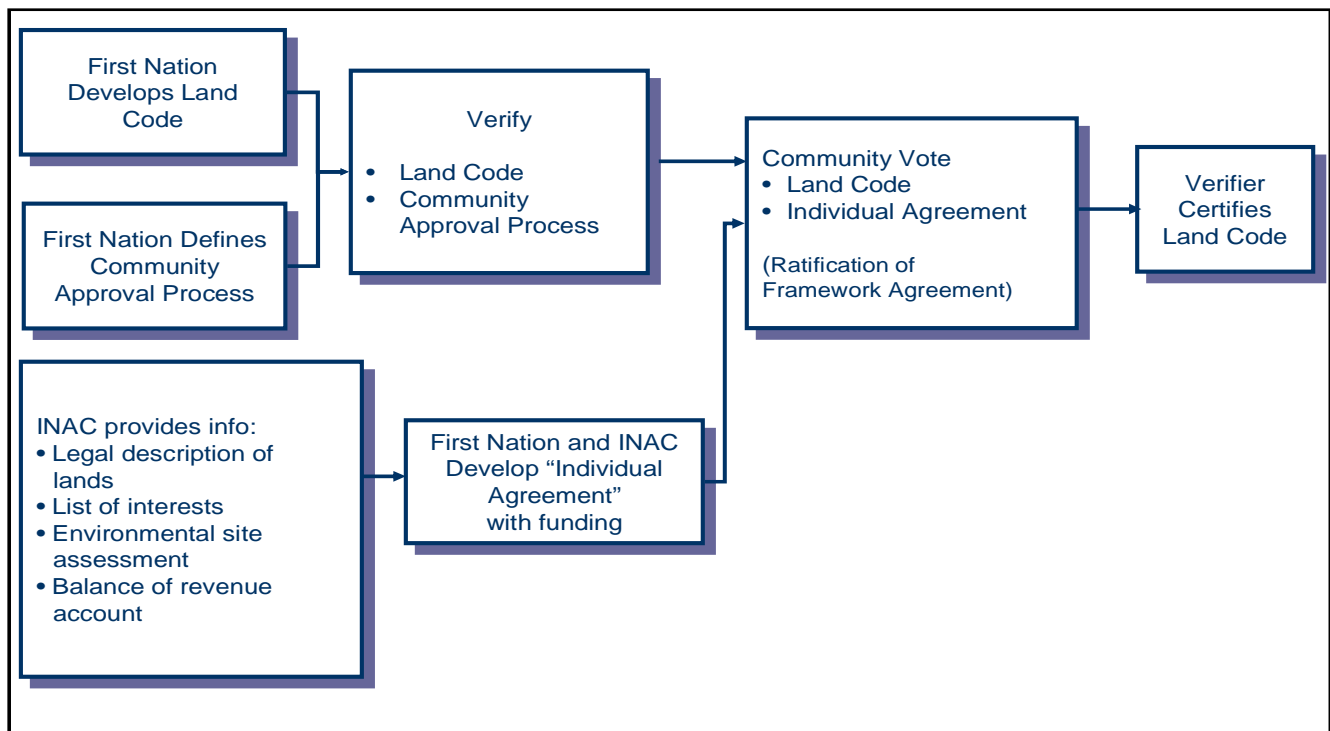 First Nation
Develops Land
Code
First Nation Defines
Community
Approval Process
Verify
• Land Code
• Community
Approval Process
Community Vote
• Land Code
• Individual Agreement
(Ratification of
Framework Agreement)
Verifier
Certifies
Land Code
INAC provides info:
• Legal description of
lands
• List of interests
• Environmental site
assessment
• Balance of revenue
account
First Nation and INAC
Develop “Individual
Agreement”
with funding